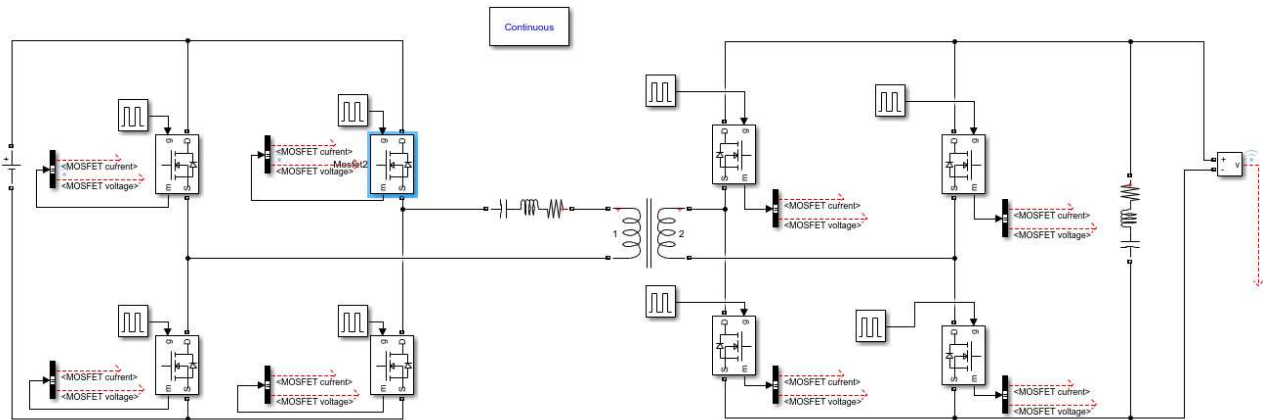 Continuous
<MOSFET current>
<MOSFET voltage>
g
D
m
S
<MOSFET current>
<MOSFET voltage>
g
D
Mosfet2
m
S
D
g
S
m
<MOSFET current>
<MOSFET voltage>
D
g
S
m
<MOSFET current>
<MOSFET voltage>
+
+
-
v
+
+
+
1
2
<MOSFET current>
<MOSFET voltage>
g
D
m
S
<MOSFET current>
<MOSFET voltage>
g
D
m
S
D
g
S
m
<MOSFET current>
<MOSFET voltage>
D
g
S
m
<MOSFET current>
<MOSFET voltage>